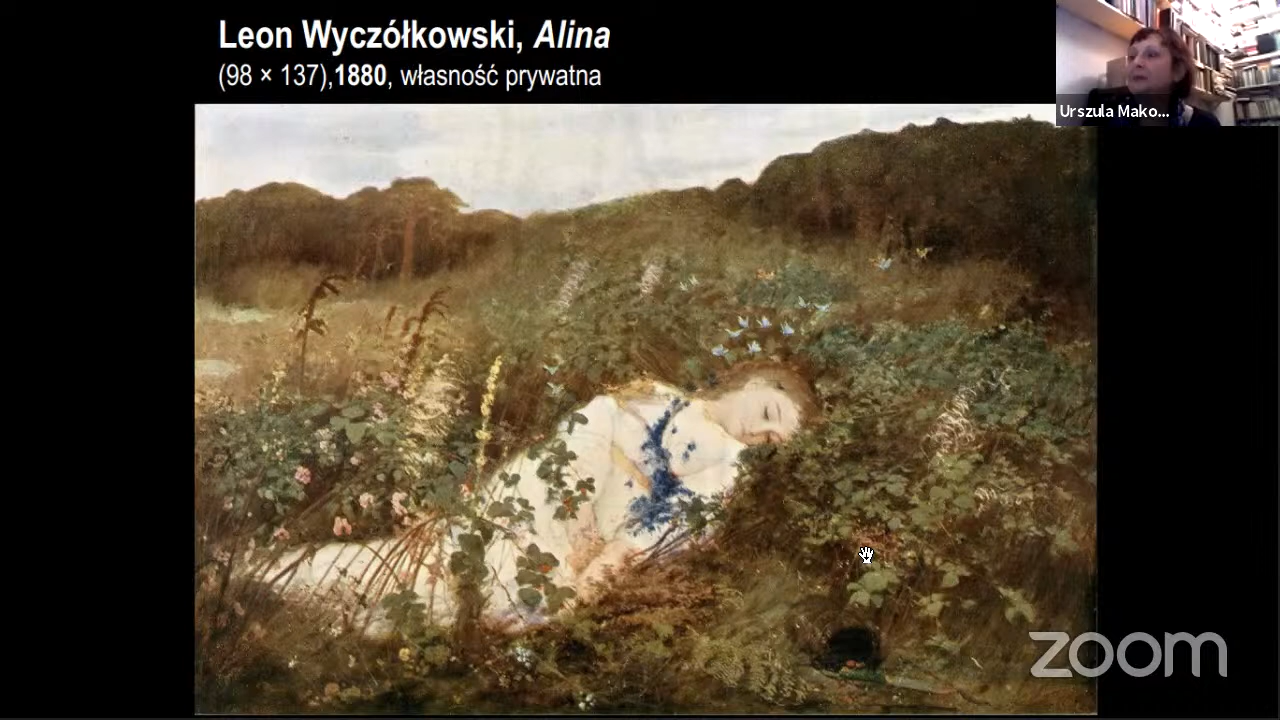 Leon Wyczółkowski, Alina
(98 × 137),1880, własność prywatna
Urszula Mako...
zoom